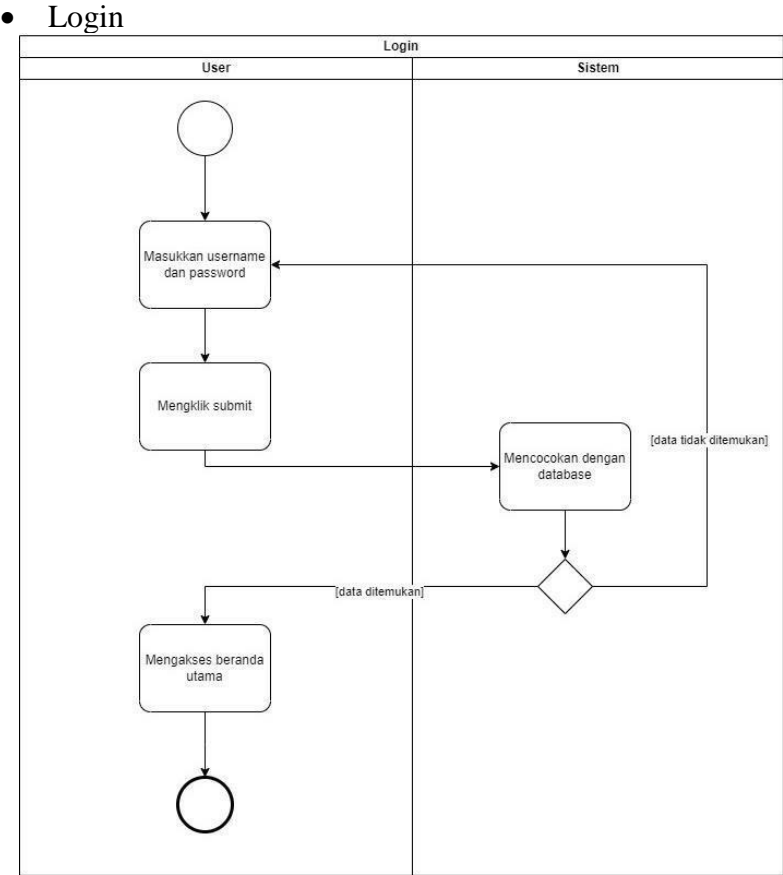 • Login
Login
User
Sistem
Masukkan username
dan password
Mengklik submit
Mencocokan dengan
database
[data tidak ditemukan]
[data ditemukan]
Mengakses beranda
utama